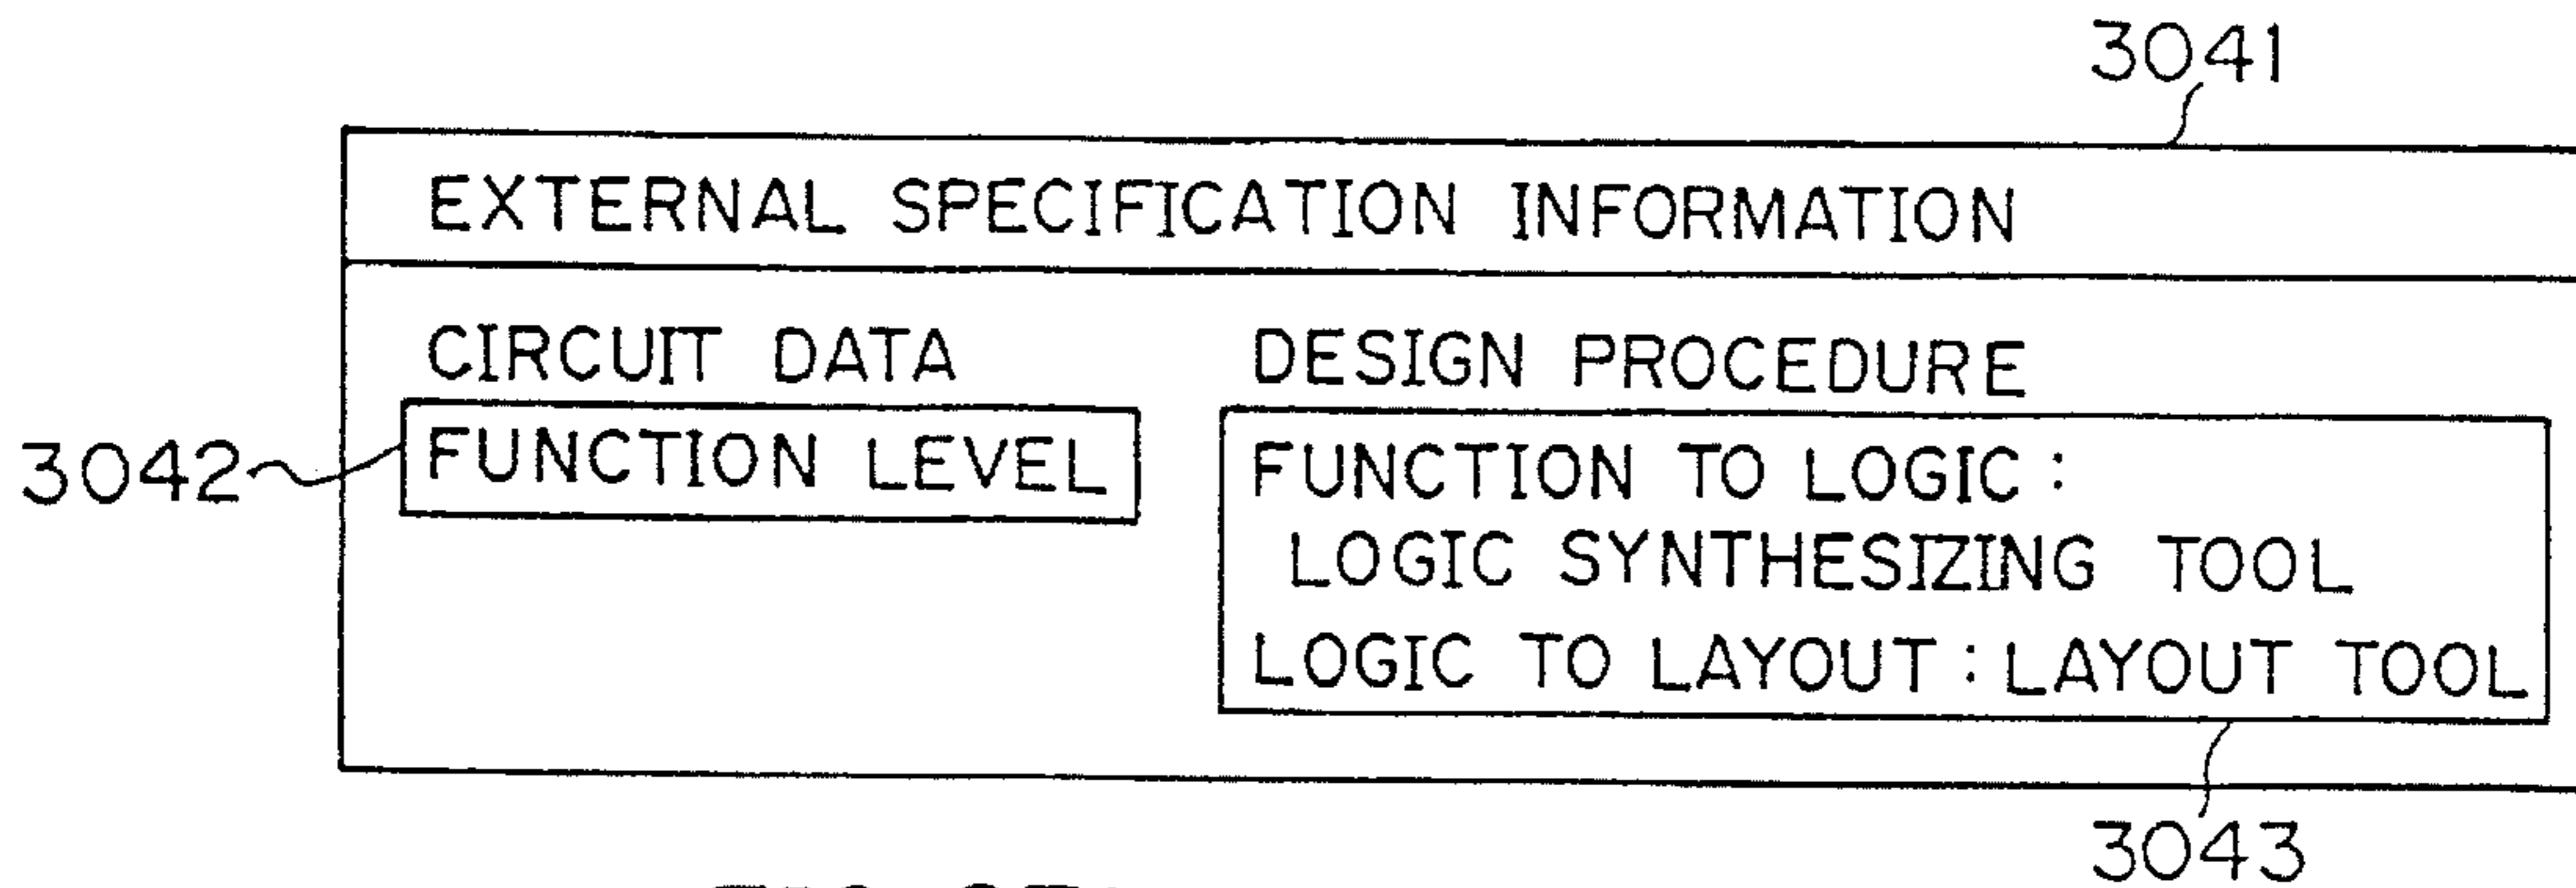 3041
EXTERNAL SPECIFICATION INFORMATION
CIRCUIT DATA
DESIGN PROCEDURE
3042
FUNCTION LEVEL
FUNCTION TO LOGIC :
LOGIC SYNTHESIZING TOOL
LOGIC TO LAYOUT : LAYOUT TOOL
3043